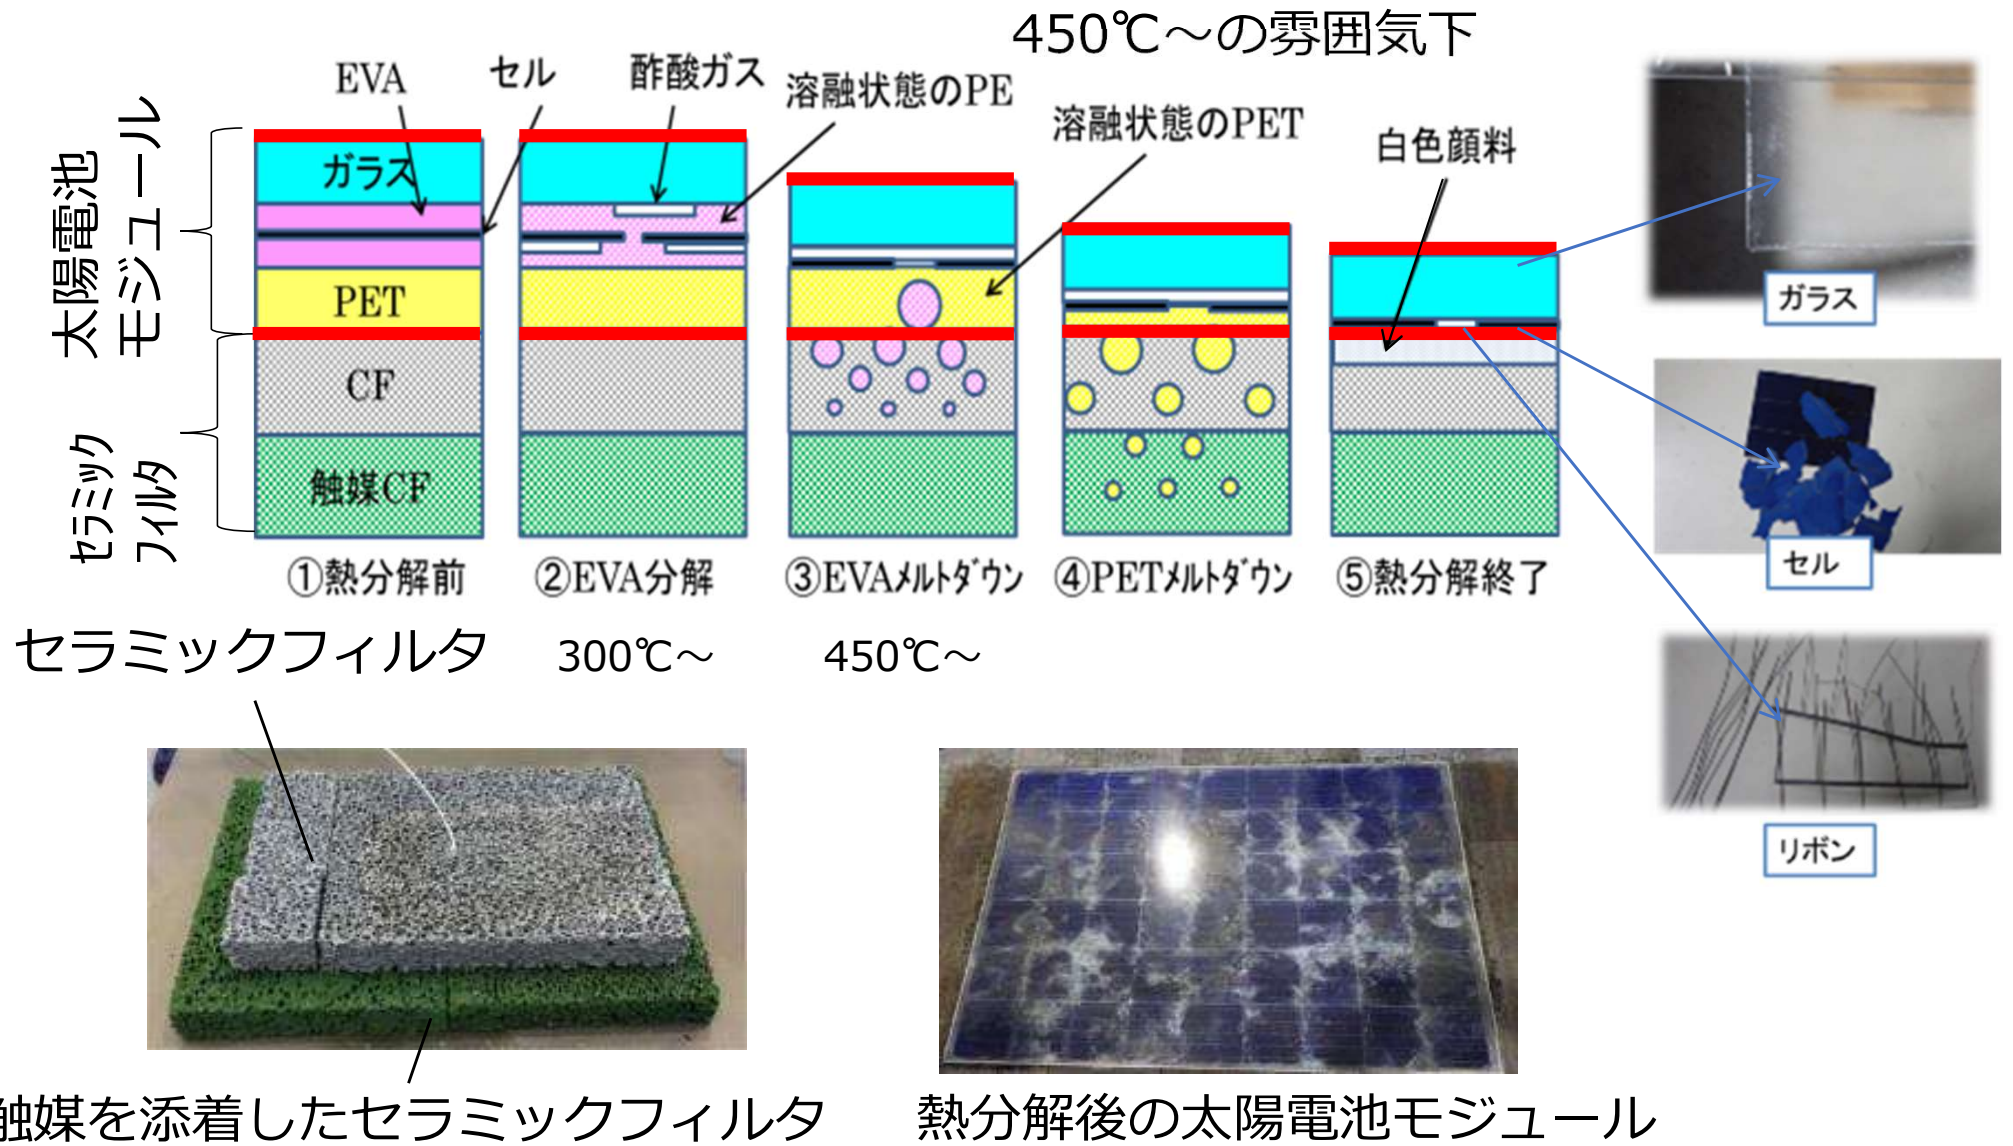 450℃～の雰囲気下
EVA
セル
酢酸ガス
溶融状態のPE
溶融状態のPET
白色顔料
太陽電池
モジュール
セラミック
フィルタ
ガラス
PET
CF
触媒CF
①熱分解前
②EVA分解
③EVAﾒﾙﾄﾀﾞｳﾝ
④PETﾒﾙﾄﾀﾞｳﾝ
⑤熱分解終了
300℃～
450℃～
ガラス
セル
リボン
セラミックフィルタ
触媒を添着したセラミックフィルタ
熱分解後の太陽電池モジュール